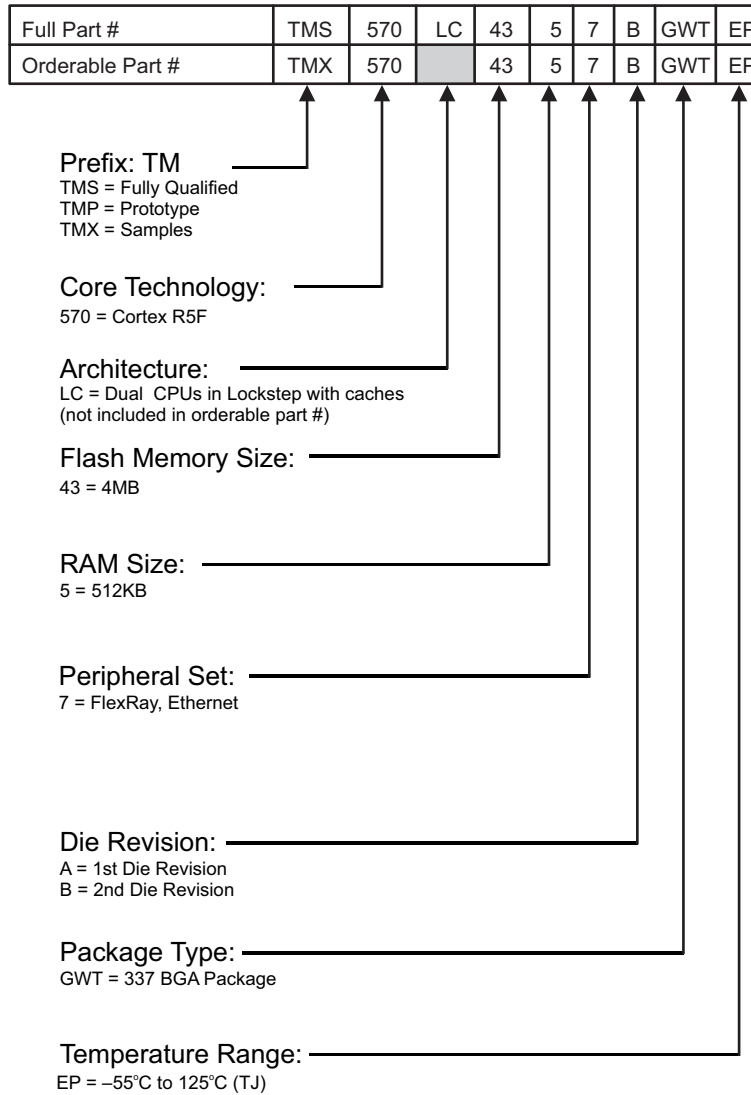 Full Part # TMS 570 LC 43 5 7 B GWT EP
Orderable Part # TMX 570 43 5 7 B GWT EP
Prefix: TM
TMS = Fully Qualified
TMP = Prototype
TMX = Samples
Core Technology:
570 = Cortex R5F
Architecture:
LC = Dual CPUs in Lockstep with caches
(not included in orderable part #)
Flash Memory Size:
43 = 4MB
RAM Size:
5 = 512KB
Peripheral Set:
7 = FlexRay, Ethernet
Die Revision:
A = 1st Die Revision
B = 2nd Die Revision
Package Type:
GWT = 337 BGA Package
Temperature Range:
EP = –55°C to 125°C (TJ)